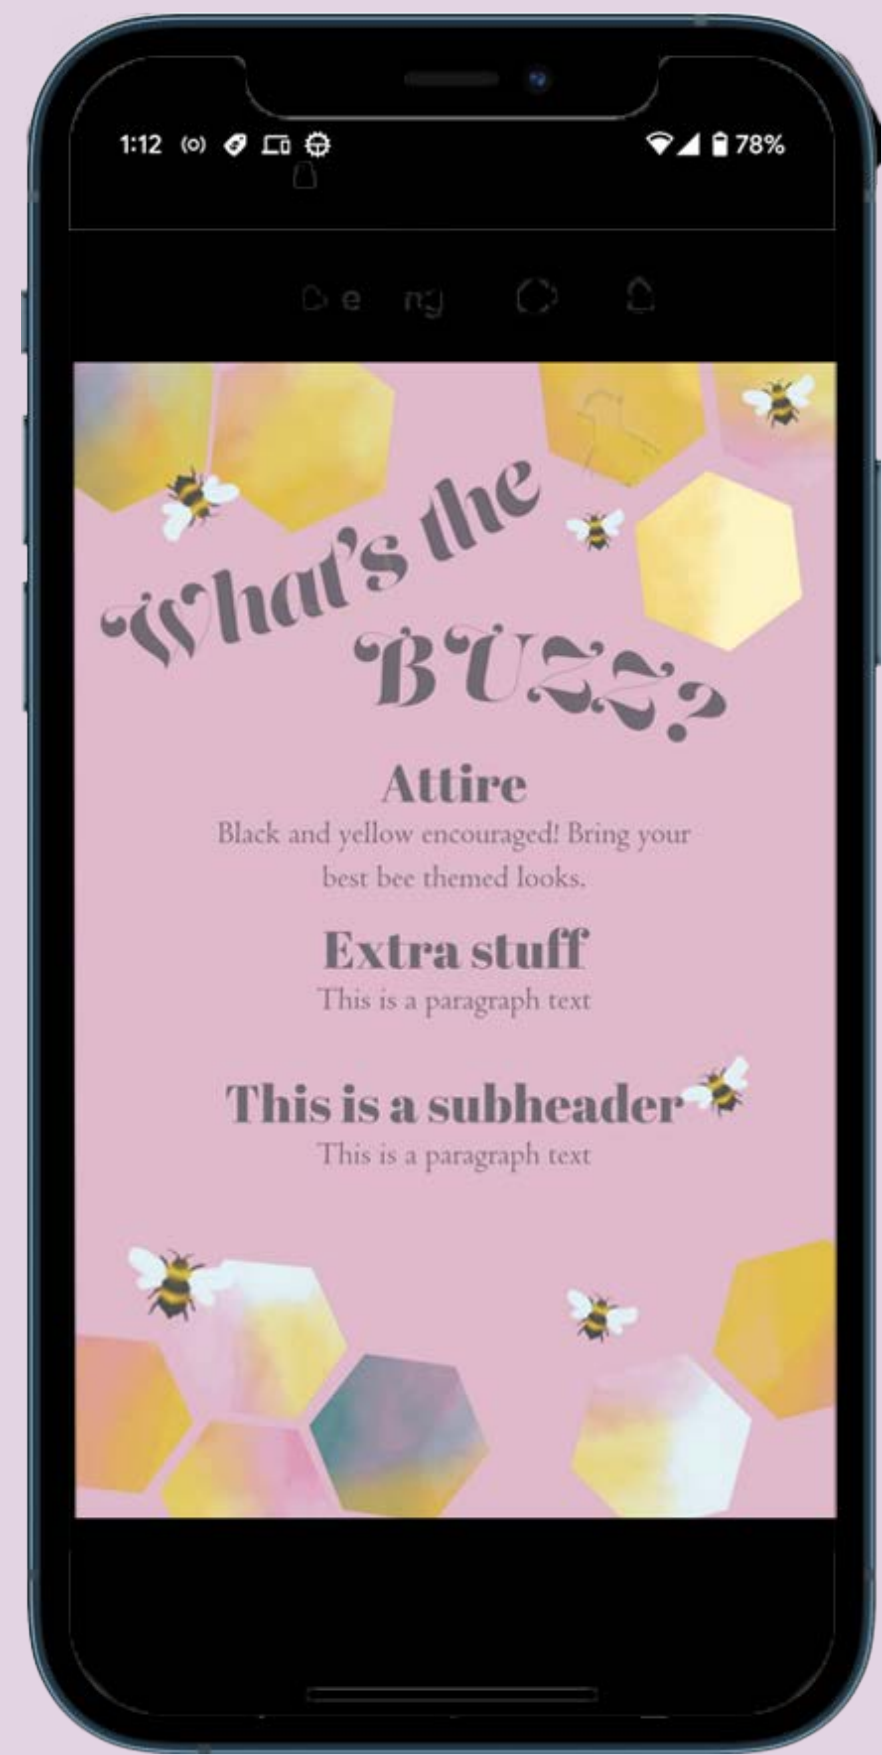 1:12
78%
What's the
BUZZ?
Attire
Black and yellow encouraged! Bring your
best bee themed looks.
Extra stuff
This is a paragraph text
This is a subheader
This is a paragraph text